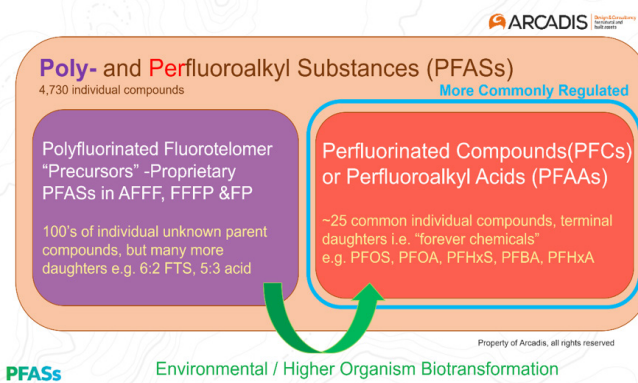 ARCADIS
Design & Consultancy
for natural and
built assets
Poly- and Perfluoroalkyl Substances (PFASs)
4,730 individual compounds
More Commonly Regulated
Polyfluorinated Fluorotelomer
“Precursors” -Proprietary
PFASs in AFFF, FFFP &FP
100's of individual unknown parent
compounds, but many more
daughters e.g. 6:2 FTS, 5:3 acid
Perfluorinated Compounds(PFCs)
or Perfluoroalkyl Acids (PFAAs)
~25 common individual compounds, terminal
daughters i.e. “forever chemicals”
e.g. PFOS, PFOA, PFHxS, PFBA, PFHxA
Property of Arcadis, all rights reserved
PFASs
Environmental / Higher Organism Biotransformation